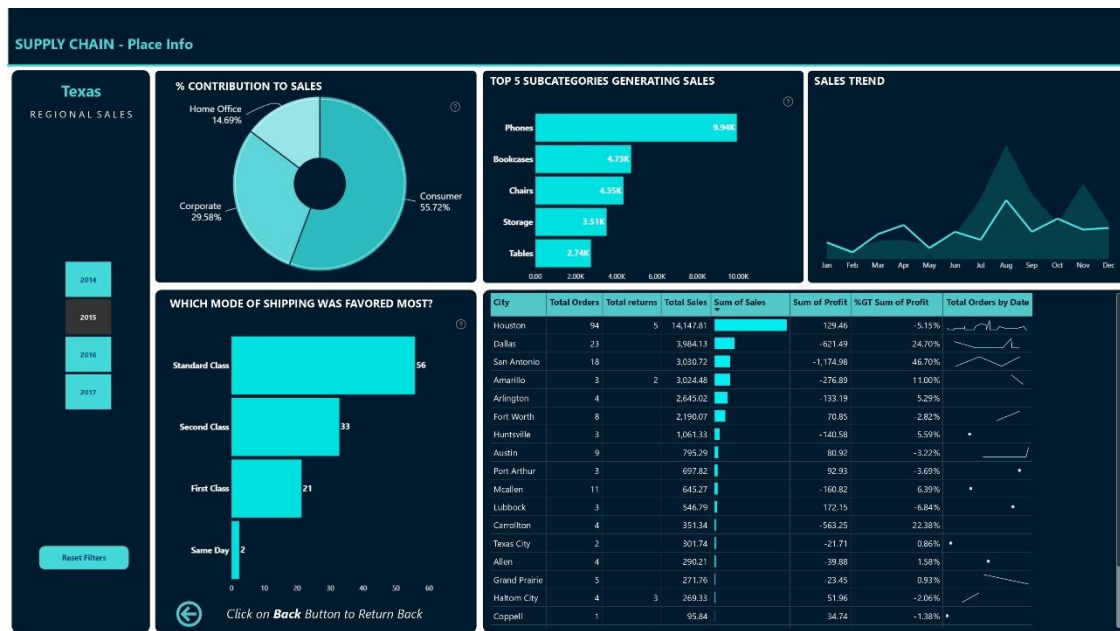 SUPPLY CHAIN - Place Info
Texas
REGIONAL SALES
2014
2015
2016
2017
Reset Filters
% CONTRIBUTION TO SALES
Home Office
14.69%
Corporate
29.58%
Consumer
55.72%
TOP 5 SUBCATEGORIES GENERATING SALES
Phones 9.94K
Bookcases 4.73K
Chairs 4.35K
Storage 3.51K
Tables 2.74K
0.00 2.00K 4.00K 6.00K 8.00K 10.00K
SALES TREND
Jan Feb Mar Apr May Jun Jul Aug Sep Oct Nov Dec
WHICH MODE OF SHIPPING WAS FAVORED MOST?
Standard Class 56
Second Class 33
First Class 21
Same Day 2
0 10 20 30 40 50 60
Click on Back Button to Return Back
City Total Orders Total returns Total Sales Sum of Sales Sum of Profit %GT Sum of Profit Total Orders by Date
Houston 94 5 14,147.81 129.46 -5.15%
Dallas 23 3,984.13 -621.49 24.70%
San Antonio 18 3,030.72 -1,174.98 46.70%
Amarillo 3 2 3,024.48 -276.89 11.00%
Arlington 4 2,645.02 -133.19 5.29%
Fort Worth 8 2,190.07 70.85 -2.82%
Huntsville 3 1,061.33 -140.58 5.59%
Austin 9 795.29 80.92 -3.22%
Port Arthur 3 697.82 92.93 -3.69%
Mcallen 11 645.27 -160.82 6.39%
Lubbock 3 546.79 172.15 -6.84%
Carrollton 4 351.34 -563.25 22.38%
Texas City 2 301.74 -21.71 0.86%
Allen 4 290.21 -39.88 1.58%
Grand Prairie 5 271.76 -23.45 0.93%
Haltom City 4 3 269.33 51.96 -2.06%
Coppell 1 95.84 34.74 -1.38%